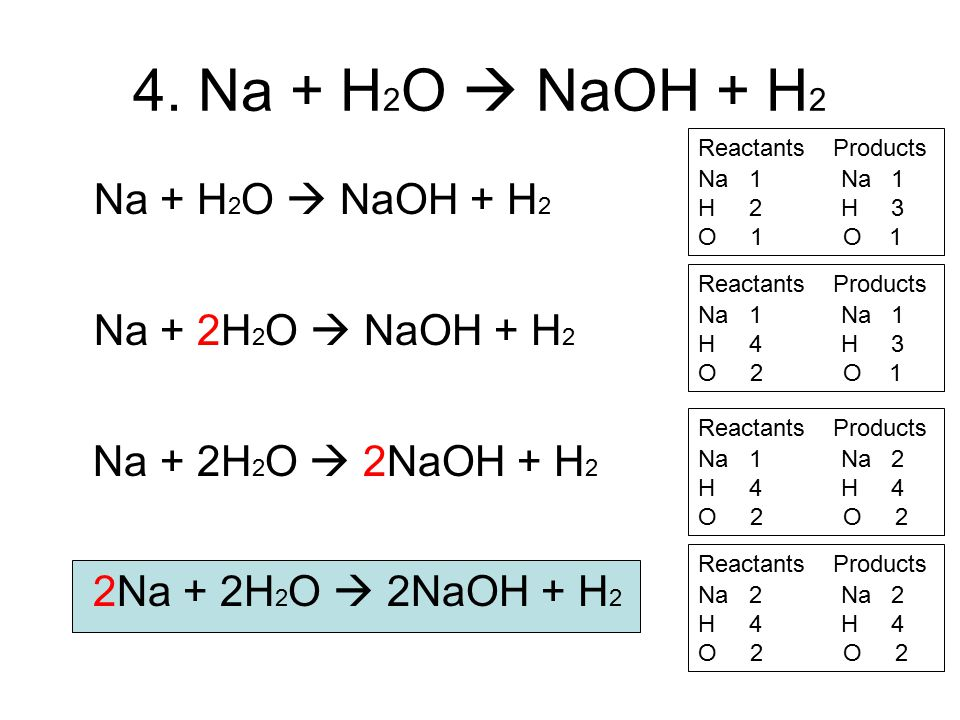 4. Na + H₂O → NaOH + H₂
Na + H₂O → NaOH + H₂
Reactants Products
Na 1 Na 1
H 2 H 3
O 1 O 1
Na + 2H₂O → NaOH + H₂
Reactants Products
Na 1 Na 1
H 4 H 3
O 2 O 1
Na + 2H₂O → 2NaOH + H₂
Reactants Products
Na 1 Na 2
H 4 H 4
O 2 O 2
2Na + 2H₂O → 2NaOH + H₂
Reactants Products
Na 2 Na 2
H 4 H 4
O 2 O 2